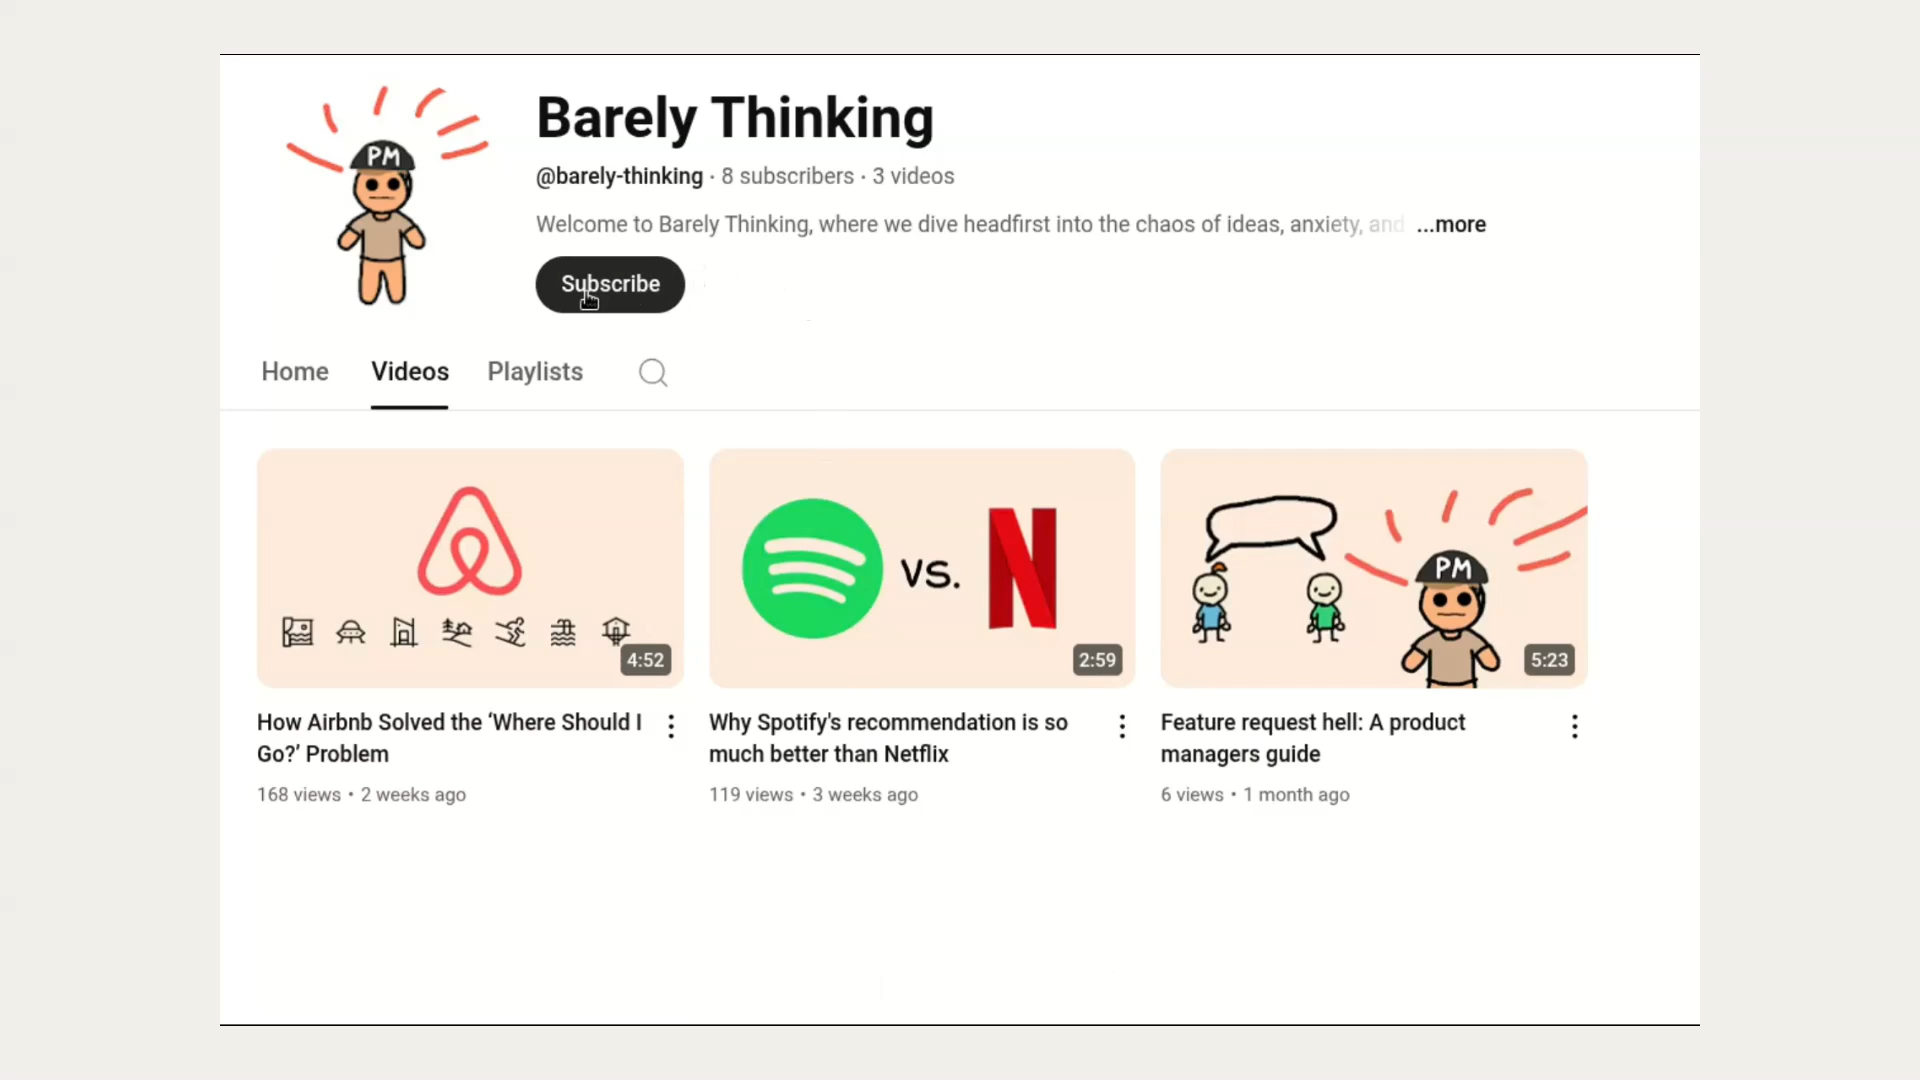 PM
Barely Thinking
@barely-thinking · 8 subscribers · 3 videos
Welcome to Barely Thinking, where we dive headfirst into the chaos of ideas, anxiety, and ...more
Subscribe
Home Videos Playlists
4:52
VS.
N
2:59
PM
5:23
How Airbnb Solved the ‘Where Should I
Go?’ Problem
168 views • 2 weeks ago
Why Spotify's recommendation is so
much better than Netflix
119 views • 3 weeks ago
Feature request hell: A product
managers guide
6 views • 1 month ago